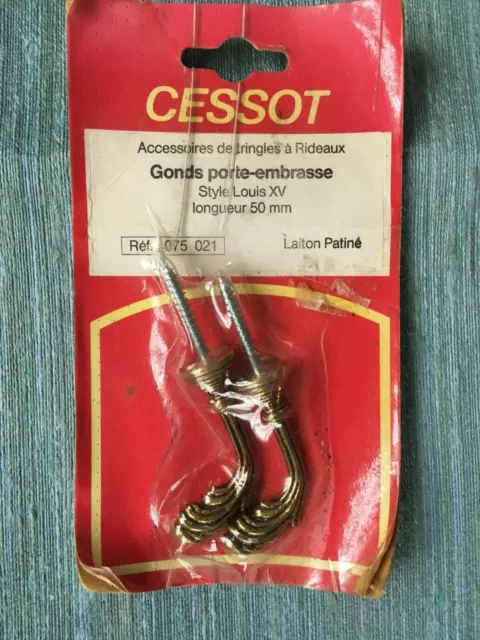 CESSOT
Accessoires de tringles à Rideaux
Gonds porte-embrasse
Style Louis XV
longueur 50 mm
Réf. 075 021 Laiton Patiné